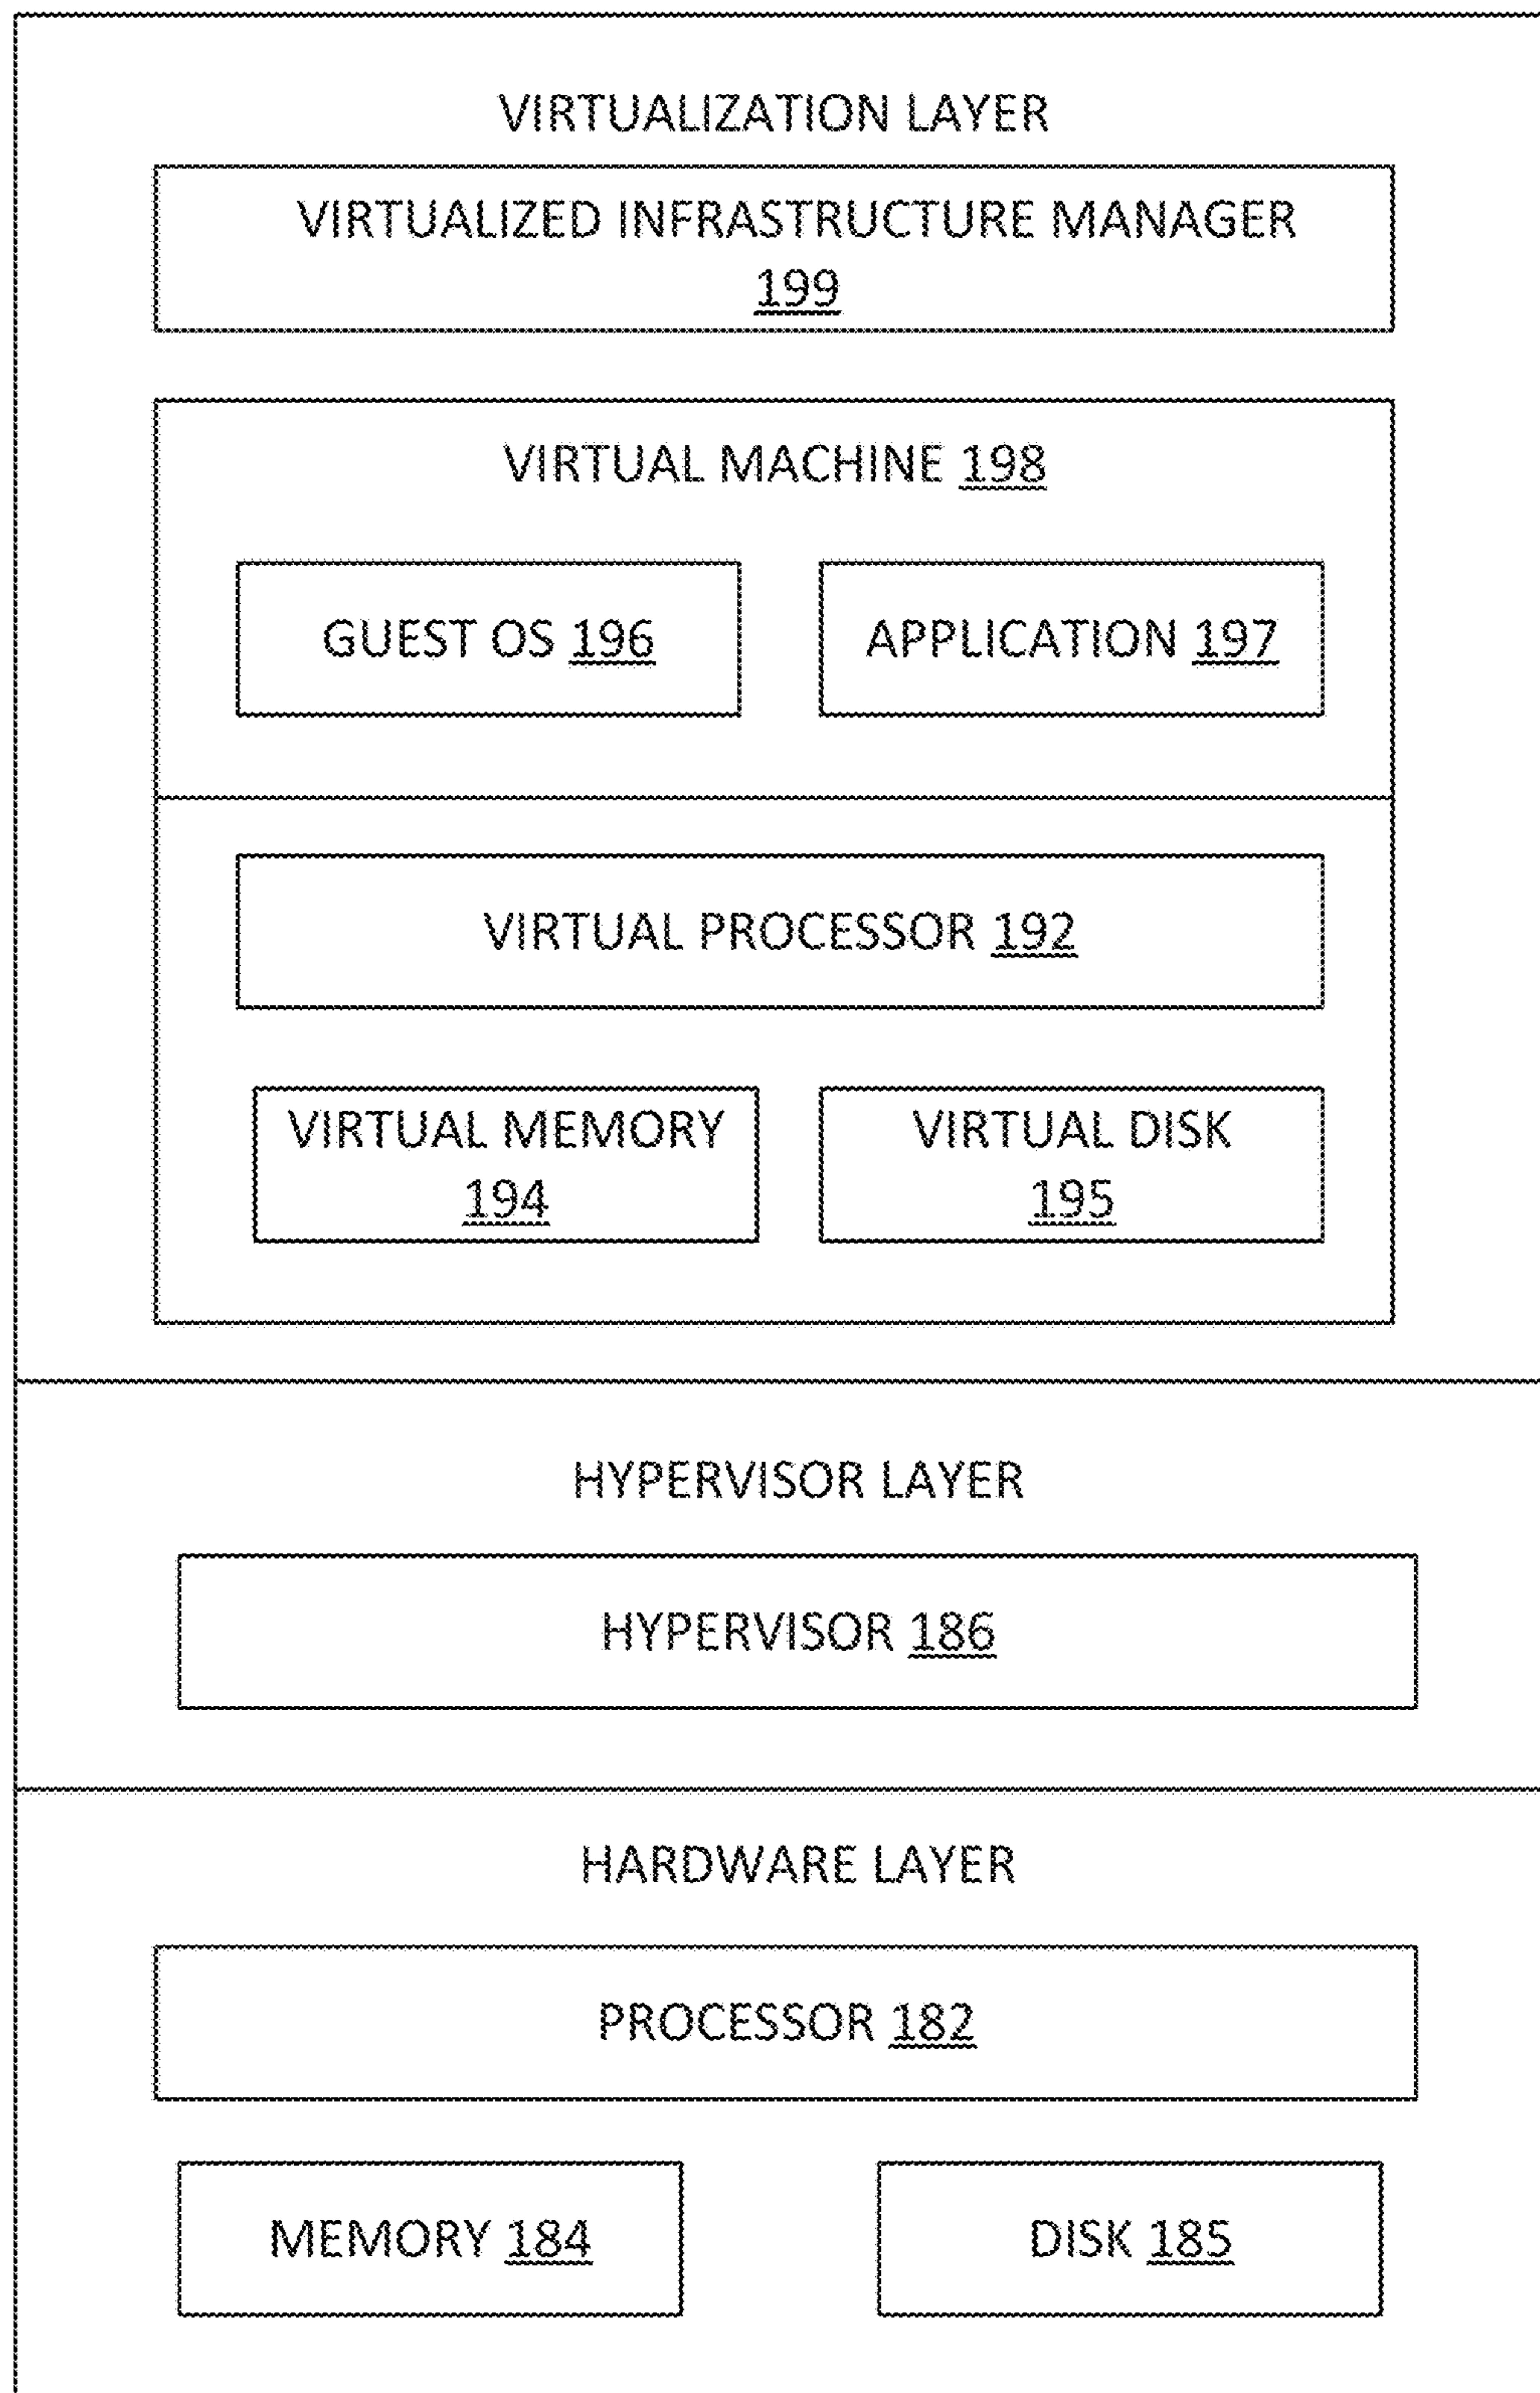 VIRTUALIZATION LAYER
VIRTUALIZED INFRASTRUCTURE MANAGER
199
VIRTUAL MACHINE 198
GUEST OS 196
APPLICATION 197
VIRTUAL PROCESSOR 192
VIRTUAL MEMORY
194
VIRTUAL DISK
195
HYPERVISOR LAYER
HYPERVISOR 186
HARDWARE LAYER
PROCESSOR 182
MEMORY 184
DISK 185